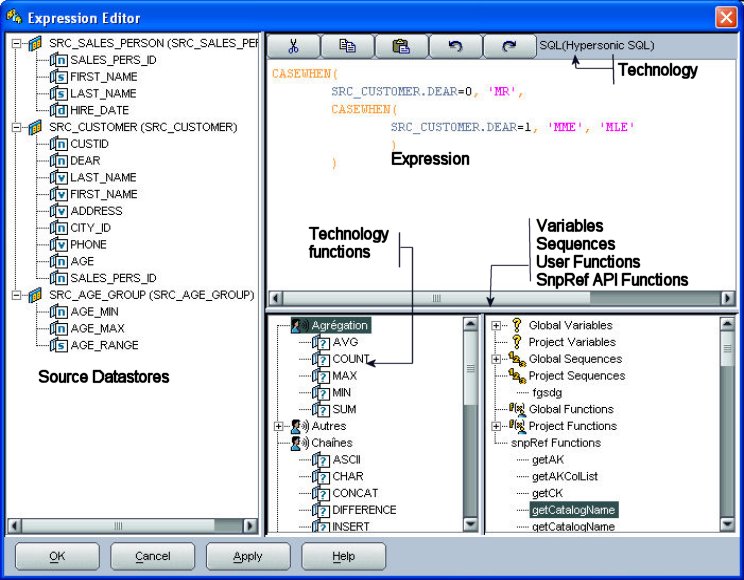 Expression Editor
SRC_SALES_PERSON (SRC_SALES_PER
SALES_PERS_ID
FIRST_NAME
LAST_NAME
HIRE_DATE
SRC_CUSTOMER (SRC_CUSTOMER)
CUSTID
DEAR
LAST_NAME
FIRST_NAME
ADDRESS
CITY_ID
PHONE
AGE
SALES_PERS_ID
SRC_AGE_GROUP (SRC_AGE_GROUP)
AGE_MIN
AGE_MAX
AGE_RANGE
Source Datastores
SQL(Hypersonic SQL)
Technology
CASEWHEN(
SRC_CUSTOMER.DEAR=0, 'MR',
CASEWHEN(
SRC_CUSTOMER.DEAR=1, 'MME', 'MLE'
)
)
Expression
Technology
functions
Variables
Sequences
User Functions
SnpRef API Functions
Agrégation
AVG
COUNT
MAX
MIN
SUM
Autres
Chaînes
ASCII
CHAR
CONCAT
DIFFERENCE
INSERT
Global Variables
Project Variables
Global Sequences
Project Sequences
fgsdg
Global Functions
Project Functions
snpRef Functions
getAK
getAKColList
getCK
getCatalogName
getCatalogName
OK
Cancel
Apply
Help